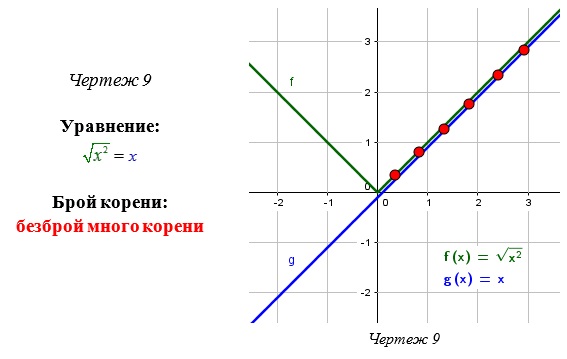 Чертеж 9
Уравнение:
√x² = x
Брой корени:
безброй много корени
f
g
3
2
1
0
-1
-2
-2
-1
0
1
2
3
f (x) = √x²
g (x) = x
Чертеж 9